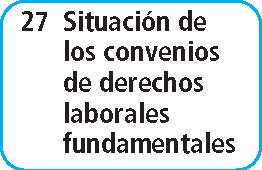 27 Situación de
los convenios
de derechos
laborales
fundamentales